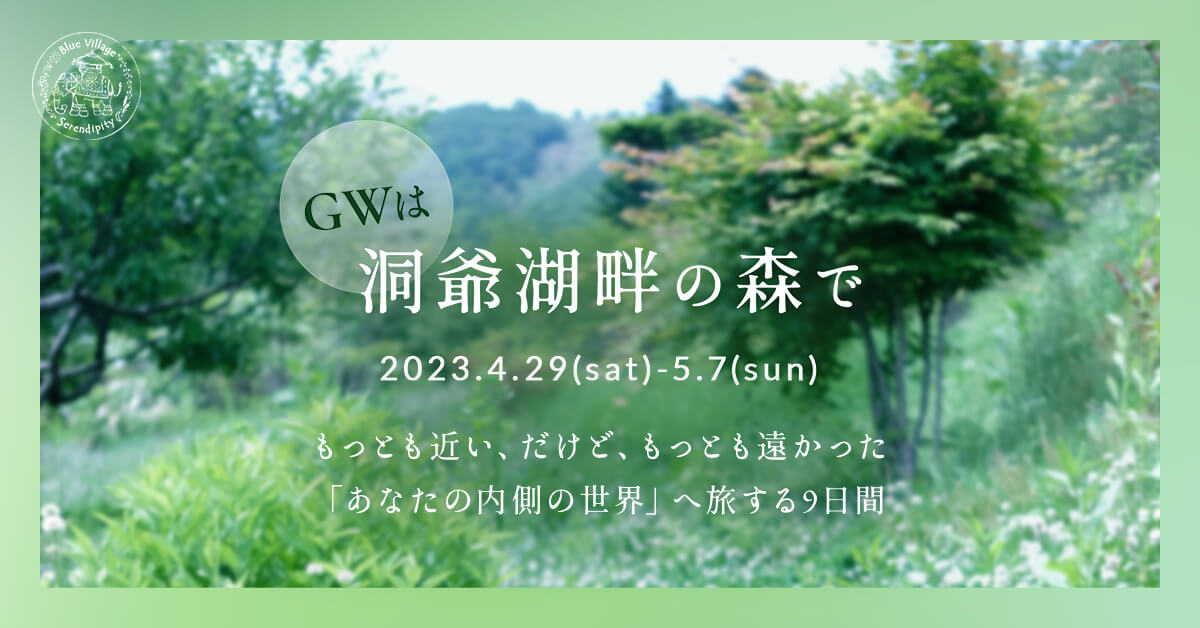 Blue Village
Serendipity
GWは
洞爺湖畔の森で
2023.4.29(sat)-5.7(sun)
もっとも近い、だけど、もっとも遠かった
「あなたの内側の世界」へ旅する9日間